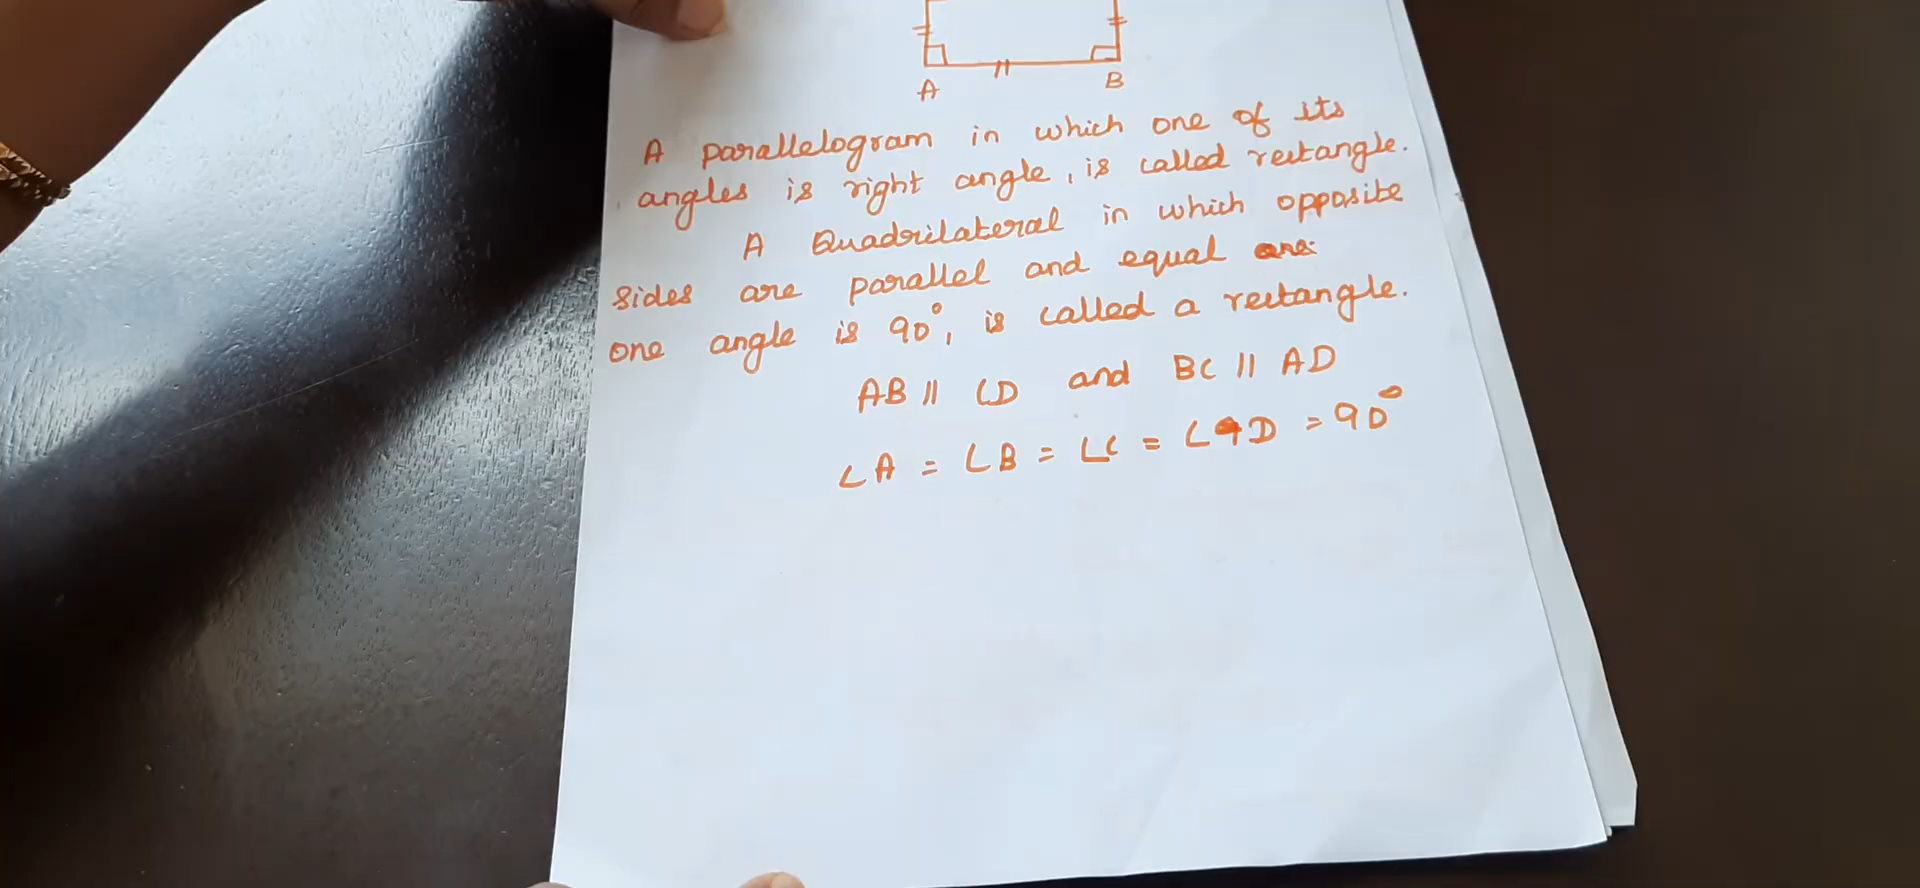 A B
A parallelogram in which one of its
angles is right angle, is called rectangle.
A Quadrilateral in which opposite
sides are parallel and equal
one angle is 90°, is called a rectangle.
AB || CD and BC || AD
∠A = ∠B = ∠C = ∠D = 90°